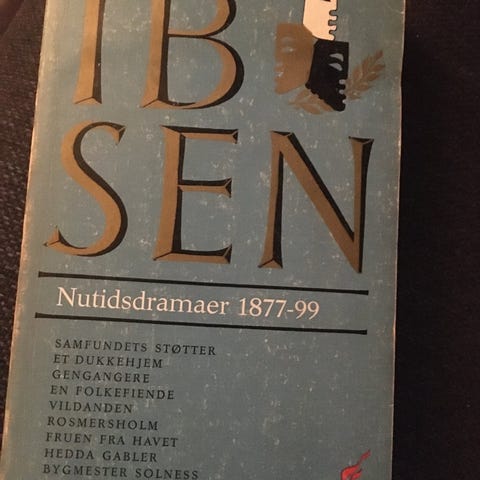 IB
SEN
Nutidsdramaer 1877-99
SAMFUNDETS STØTTER
ET DUKKEHJEM
GENGANGERE
EN FOLKEFIENDE
VILDANDEN
ROSMERSHOLM
FRUEN FRA HAVET
HEDDA GABLER
BYGMESTER SOLNESS